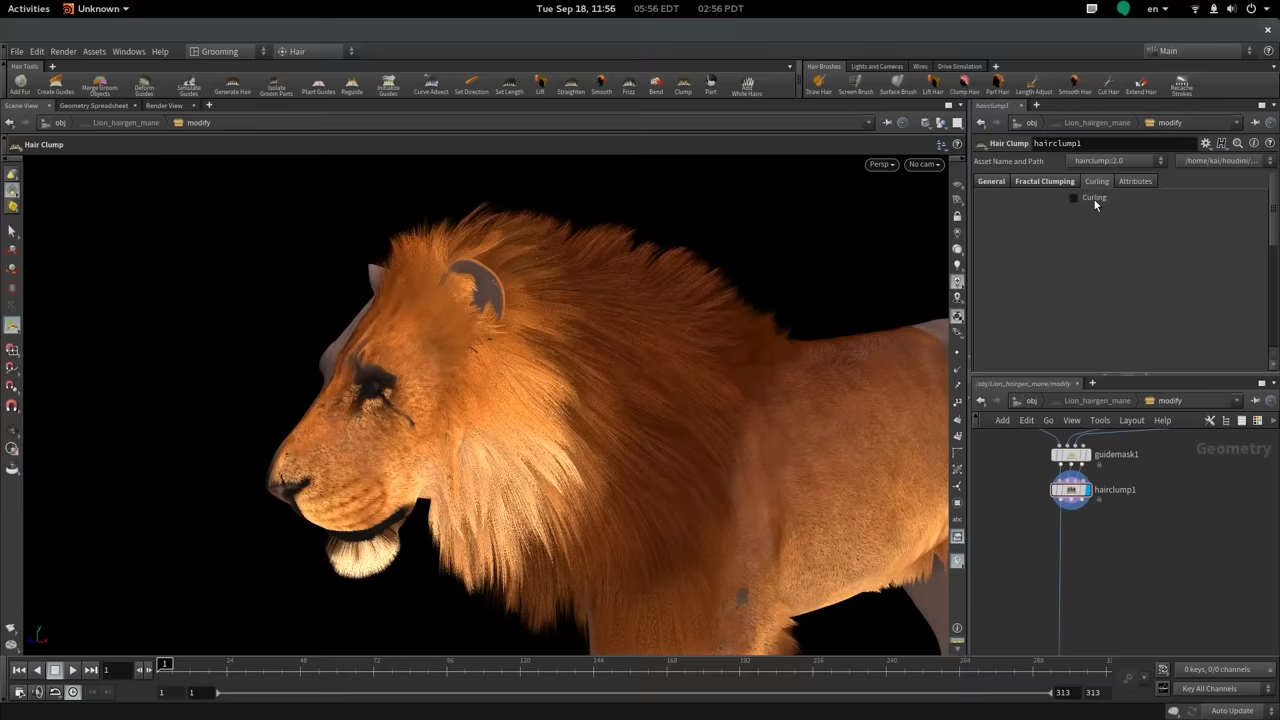 Activities Unknown Tue Sep 18, 11:56 05:56 EDT 02:56 PDT en
File Edit Render Assets Windows Help Grooming Hair Main
Hair Tools Hair Brushes Lights and Cameras Wires Drive Simulation
Add Fur Create Guides Merge Groom Objects Deform Guides Simulate Guides Generate Hair Isolate Groom Parts Plant Guides Reguide Initialize Guides Curve Advect Set Direction Set Length Lift Straighten Smooth Frizz Bend Clump Part Add White Hairs Draw Hair Screen Brush Surface Brush Lift Hair Clump Hair Part Hair Length Adjust Smooth Hair Cut Hair Extend Hair Recache Strokes
Scene View Geometry Spreadsheet Render View hairclump1
obj Lion_hairgen_mane modify obj Lion_hairgen_mane modify
Hair Clump Hair Clump hairclump1
Persp No cam Asset Name and Path hairclump::2.0 /home/kai/houdini/...
General Fractal Clumping Curling Attributes
Curling
/obj/Lion_hairgen_mane/modify
obj Lion_hairgen_mane modify
Add Edit Go View Tools Layout Help
Geometry
guidemask1
hairclump1
abc
1 1 24 48 72 96 120 144 168 192 216 240 264 288 0 keys, 0/0 channels
1 1 313 313 Key All Channels
Auto Update